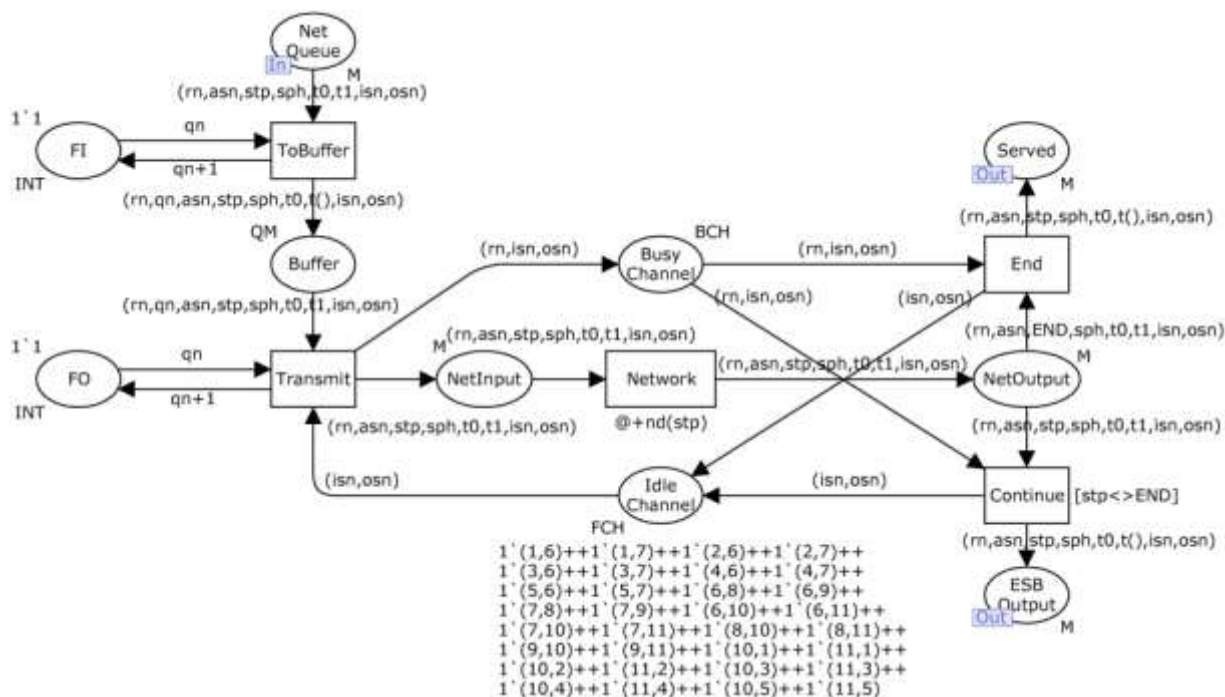 Net
Queue
In
M
(rn,asn,stp,sph,t0,t1,isn,osn)
1`1
FI
INT
qn
qn+1
ToBuffer
(rn,qn,asn,stp,sph,t0,t(),isn,osn)
QM
Buffer
(rn,qn,asn,stp,sph,t0,t1,isn,osn)
1`1
FO
INT
qn
qn+1
Transmit
(rn,isn,osn)
BCH
Busy
Channel
(rn,isn,osn)
(rn,isn,osn)
(isn,osn)
Served
Out
M
(rn,asn,stp,sph,t0,t(),isn,osn)
End
(rn,asn,END,sph,t0,t1,isn,osn)
M
NetOutput
(rn,asn,stp,sph,t0,t1,isn,osn)
M
NetInput
Network
@+nd(stp)
(rn,asn,stp,sph,t0,t1,isn,osn)
(rn,asn,stp,sph,t0,t1,isn,osn)
(rn,asn,stp,sph,t0,t1,isn,osn)
(isn,osn)
Idle
Channel
FCH
(isn,osn)
Continue
[stp<>END]
(rn,asn,stp,sph,t0,t(),isn,osn)
ESB
Output
Out
M
1`(1,6)++1`(1,7)++1`(2,6)++1`(2,7)++
1`(3,6)++1`(3,7)++1`(4,6)++1`(4,7)++
1`(5,6)++1`(5,7)++1`(6,8)++1`(6,9)++
1`(7,8)++1`(7,9)++1`(6,10)++1`(6,11)++
1`(7,10)++1`(7,11)++1`(8,10)++1`(8,11)++
1`(9,10)++1`(9,11)++1`(10,1)++1`(11,1)++
1`(10,2)++1`(11,2)++1`(10,3)++1`(11,3)++
1`(10,4)++1`(11,4)++1`(10,5)++1`(11,5)